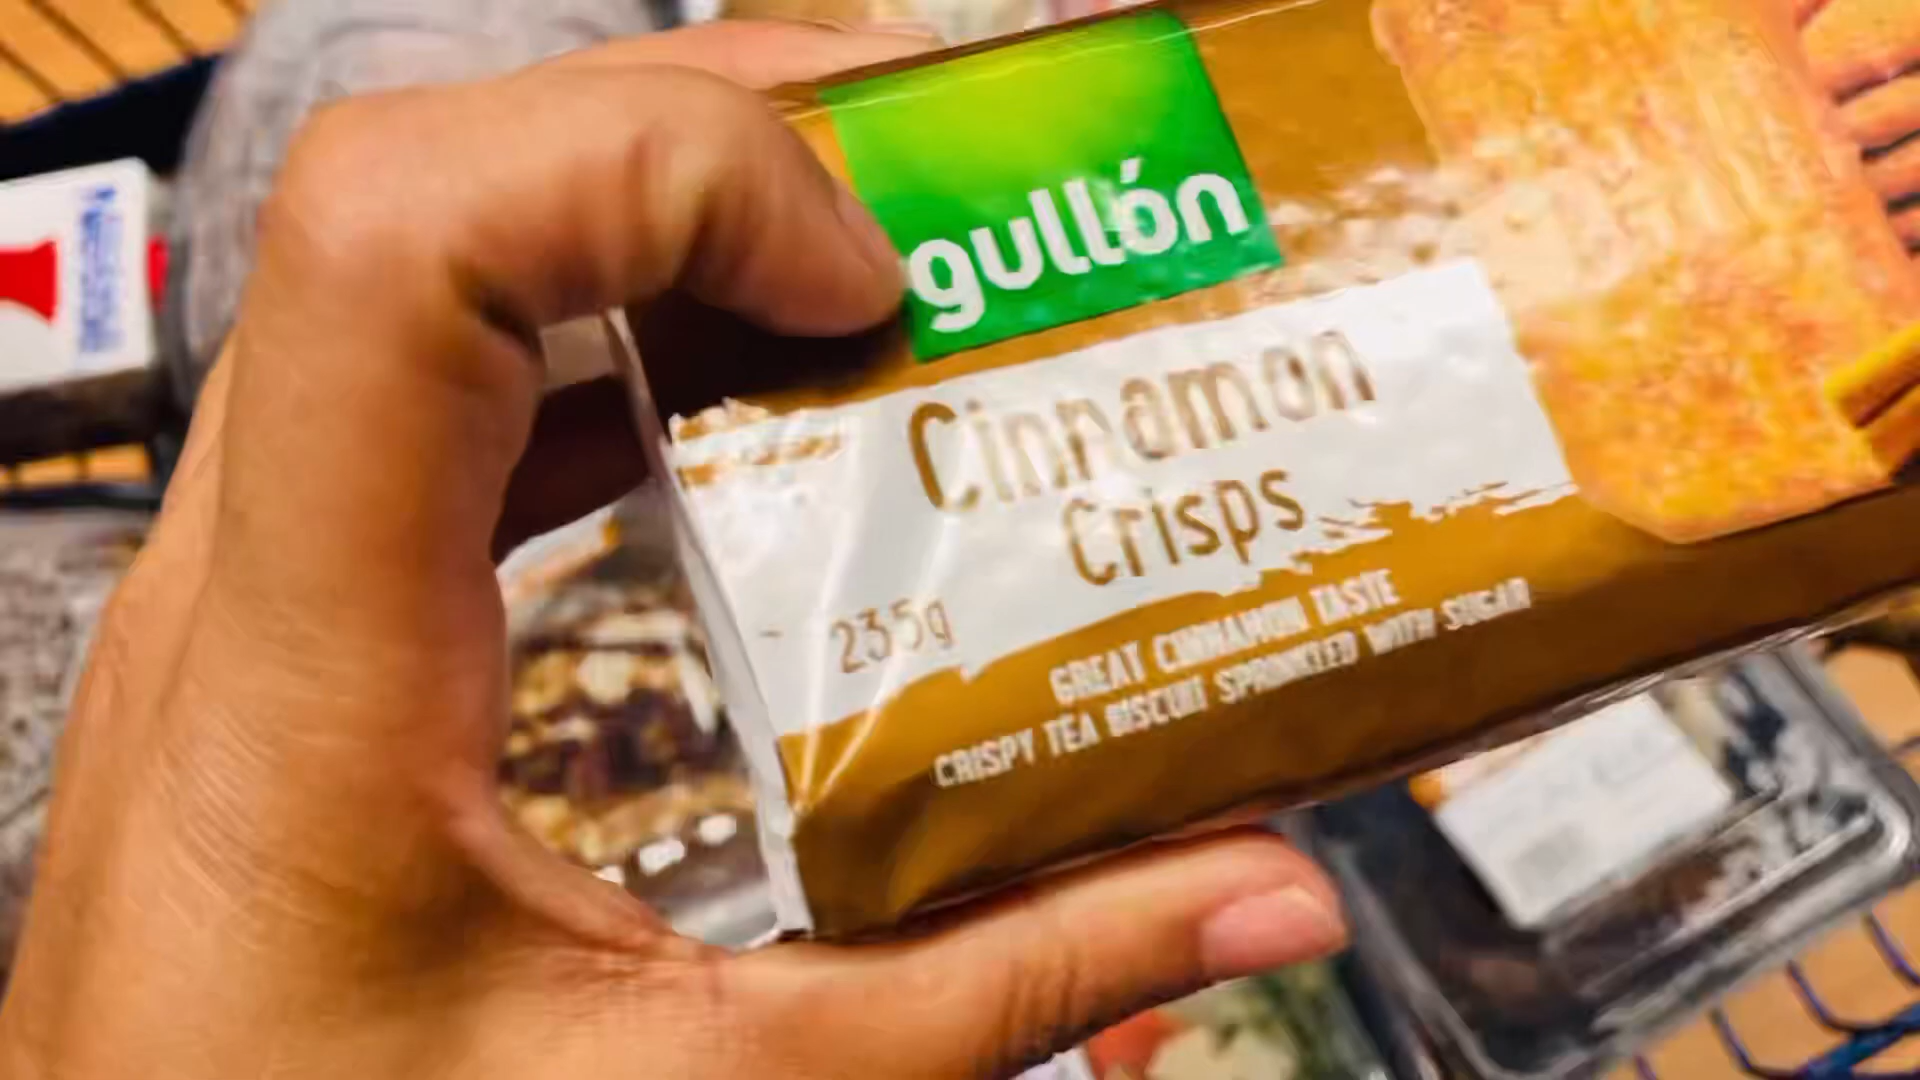 gullón
Cinnamon
Crisps
235g
GREAT CINNAMON TASTE
CRISPY TEA BISCUIT SPRINKLED WITH SUGAR